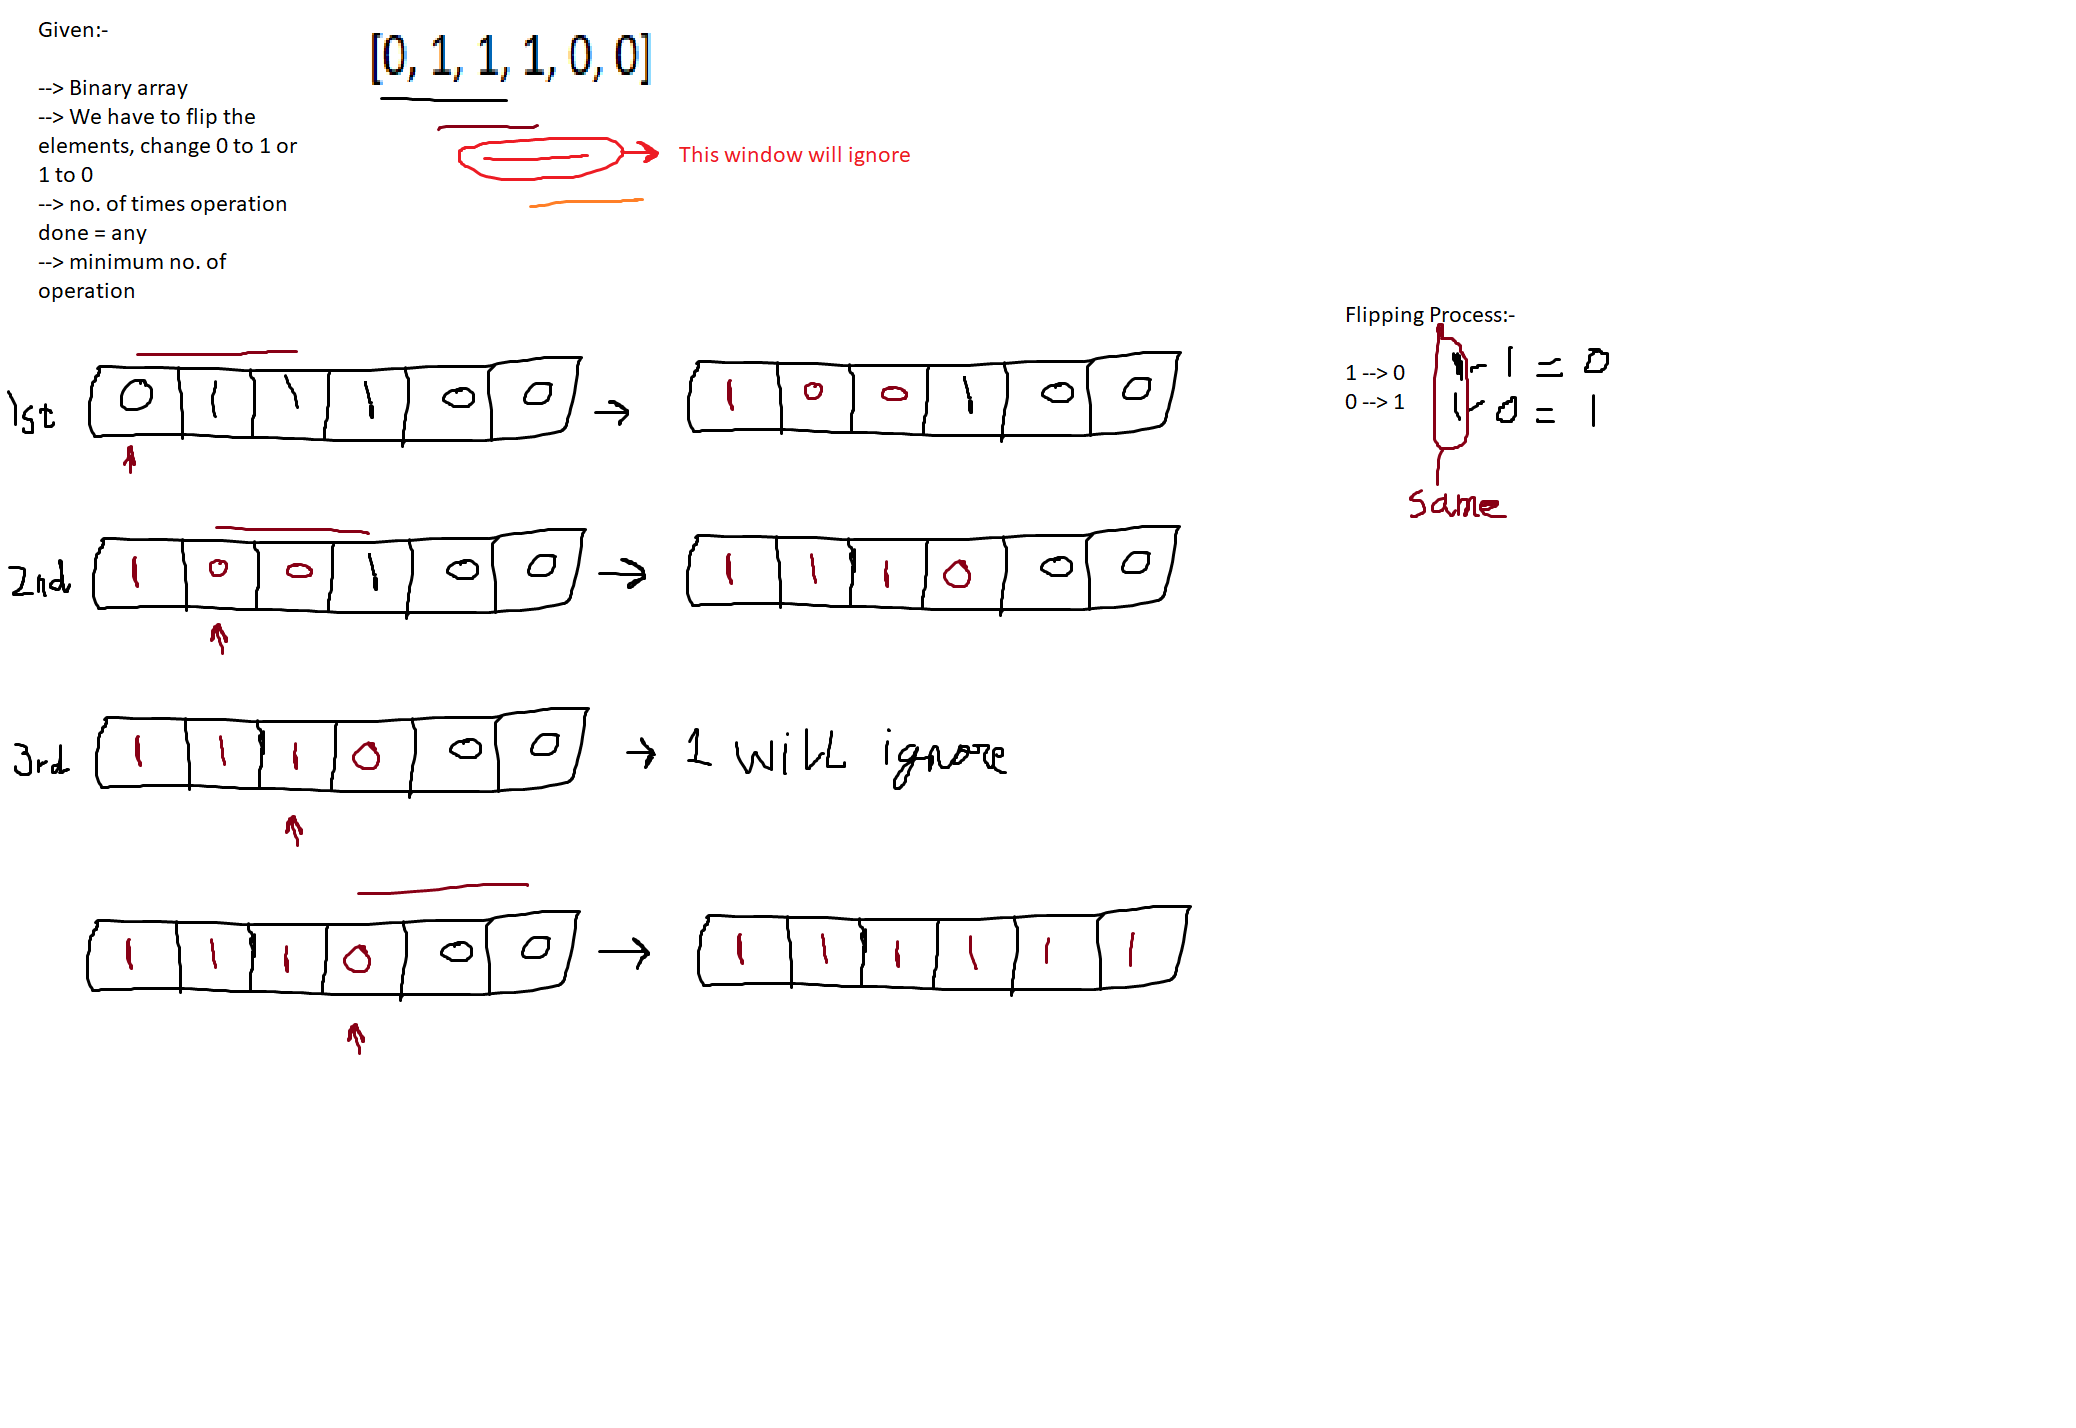 Given:-
[0, 1, 1, 1, 0, 0]
--> Binary array
--> We have to flip the
elements, change 0 to 1 or
1 to 0
--> no. of times operation
done = any
--> minimum no. of
operation
This window will ignore
Flipping Process:-
1 --> 0
0 --> 1
1 - 1 = 0
1 - 0 = 1
Same
1st 0 1 1 1 0 0 → 1 0 0 1 0 0
2nd 1 0 0 1 0 0 → 1 1 1 0 0 0
3rd 1 1 1 0 0 0 → 1 will ignore
1 1 1 0 0 0 → 1 1 1 1 1 1